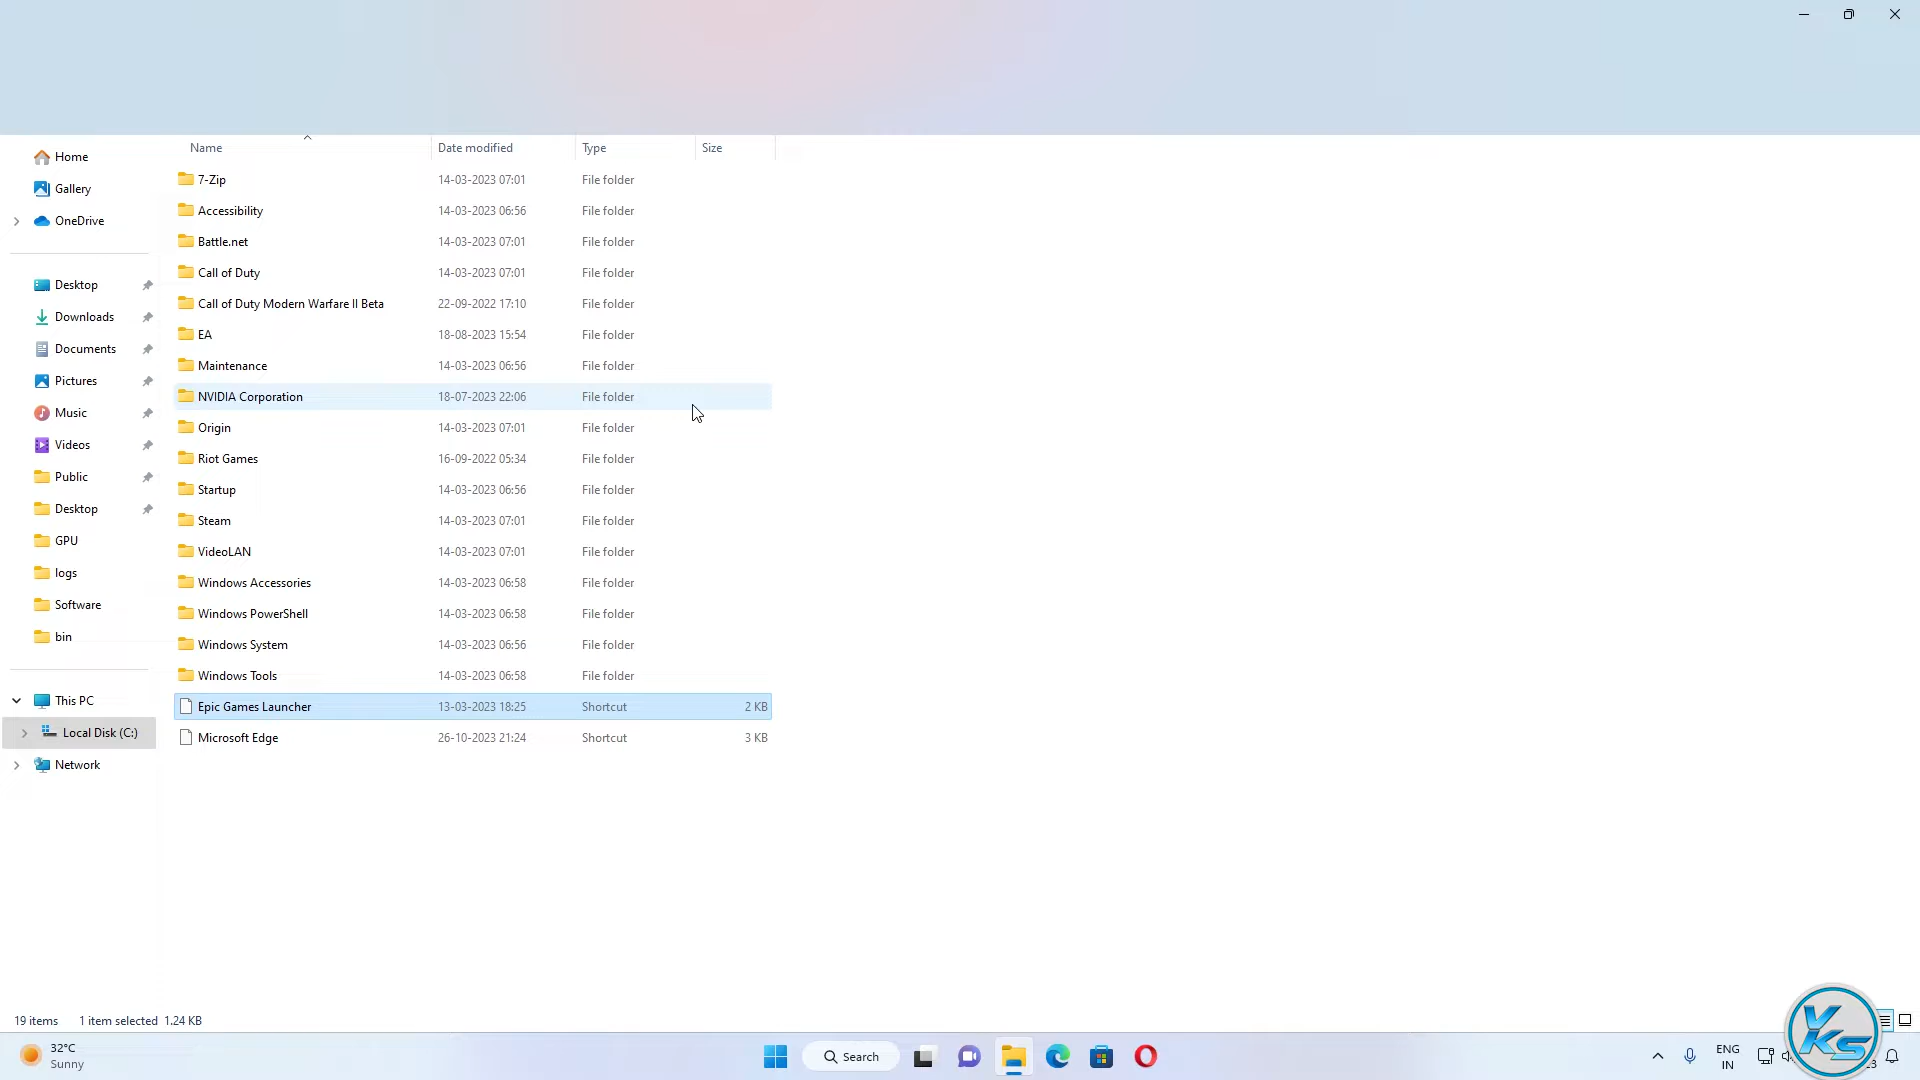 Name Date modified Type Size
Home
Gallery
OneDrive
Desktop
Downloads
Documents
Pictures
Music
Videos
Public
Desktop
GPU
logs
Software
bin
This PC
Local Disk (C:)
Network
7-Zip 14-03-2023 07:01 File folder
Accessibility 14-03-2023 06:56 File folder
Battle.net 14-03-2023 07:01 File folder
Call of Duty 14-03-2023 07:01 File folder
Call of Duty Modern Warfare II Beta 22-09-2022 17:10 File folder
EA 18-08-2023 15:54 File folder
Maintenance 14-03-2023 06:56 File folder
NVIDIA Corporation 18-07-2023 22:06 File folder
Origin 14-03-2023 07:01 File folder
Riot Games 16-09-2022 05:34 File folder
Startup 14-03-2023 06:56 File folder
Steam 14-03-2023 07:01 File folder
VideoLAN 14-03-2023 07:01 File folder
Windows Accessories 14-03-2023 06:58 File folder
Windows PowerShell 14-03-2023 06:58 File folder
Windows System 14-03-2023 06:56 File folder
Windows Tools 14-03-2023 06:58 File folder
Epic Games Launcher 13-03-2023 18:25 Shortcut 2 KB
Microsoft Edge 26-10-2023 21:24 Shortcut 3 KB
19 items 1 item selected 1.24 KB
32°C
Sunny
Search
ENG
IN
VKs